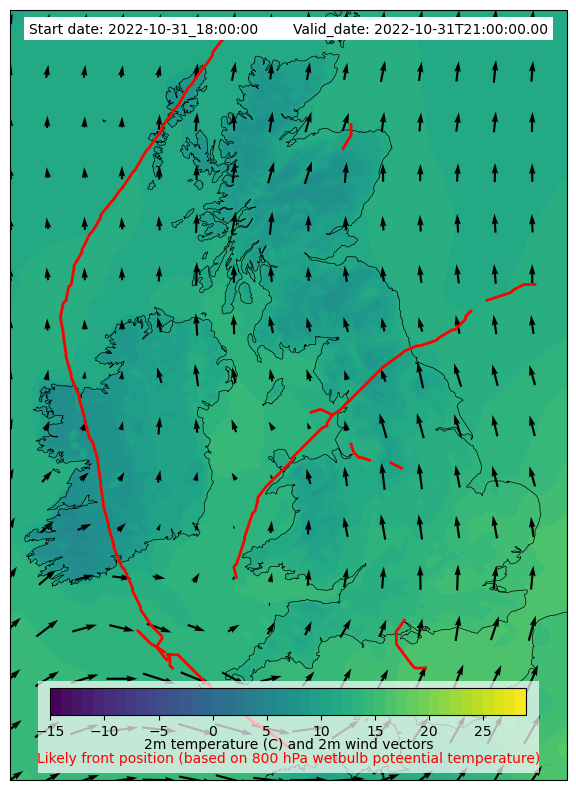 Start date: 2022-10-31_18:00:00 Valid_date: 2022-10-31T21:00:00.00
−15 −10 −5 0 5 10 15 20 25
2m temperature (C) and 2m wind vectors
Likely front position (based on 800 hPa wetbulb poteential temperature)